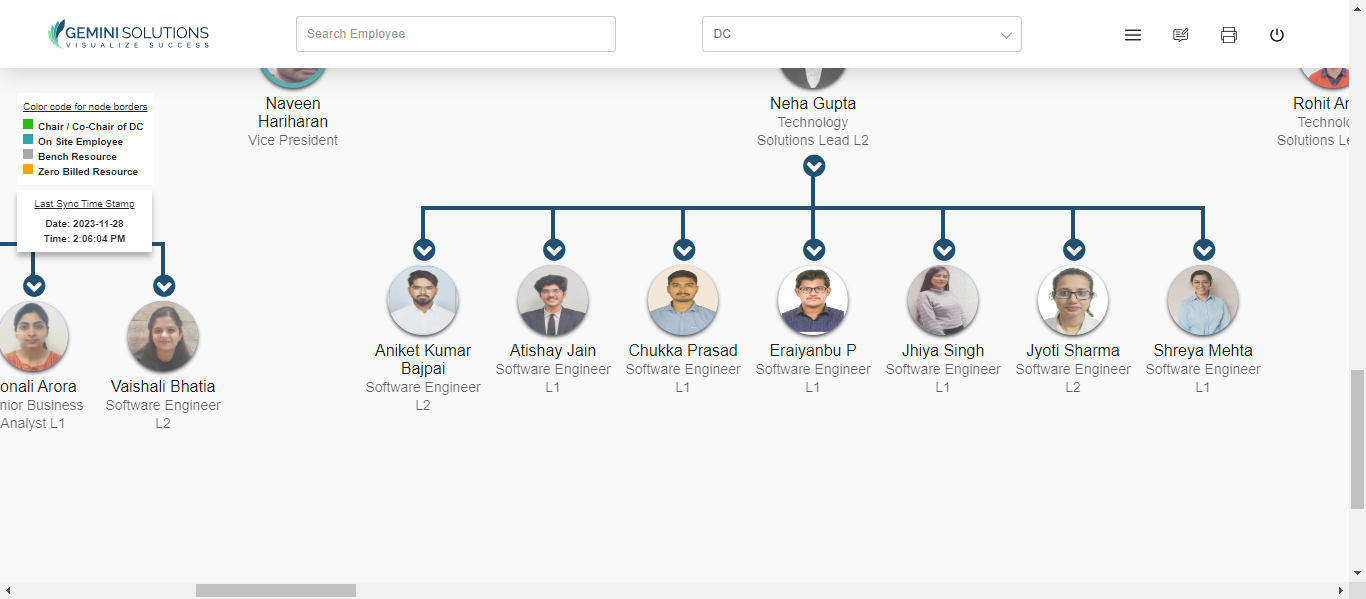 GEMINI SOLUTIONS
VISUALIZE SUCCESS
Search Employee
DC
Color code for node borders
Chair / Co-Chair of DC
On Site Employee
Bench Resource
Zero Billed Resource
Last Sync Time Stamp
Date: 2023-11-28
Time: 2:06:04 PM
Naveen
Hariharan
Vice President
Neha Gupta
Technology
Solutions Lead L2
Rohit Ar
Technolo
Solutions Le
onali Arora
nior Business
Analyst L1
Vaishali Bhatia
Software Engineer
L2
Aniket Kumar
Bajpai
Software Engineer
L2
Atishay Jain
Software Engineer
L1
Chukka Prasad
Software Engineer
L1
Eraiyanbu P
Software Engineer
L1
Jhiya Singh
Software Engineer
L1
Jyoti Sharma
Software Engineer
L2
Shreya Mehta
Software Engineer
L1